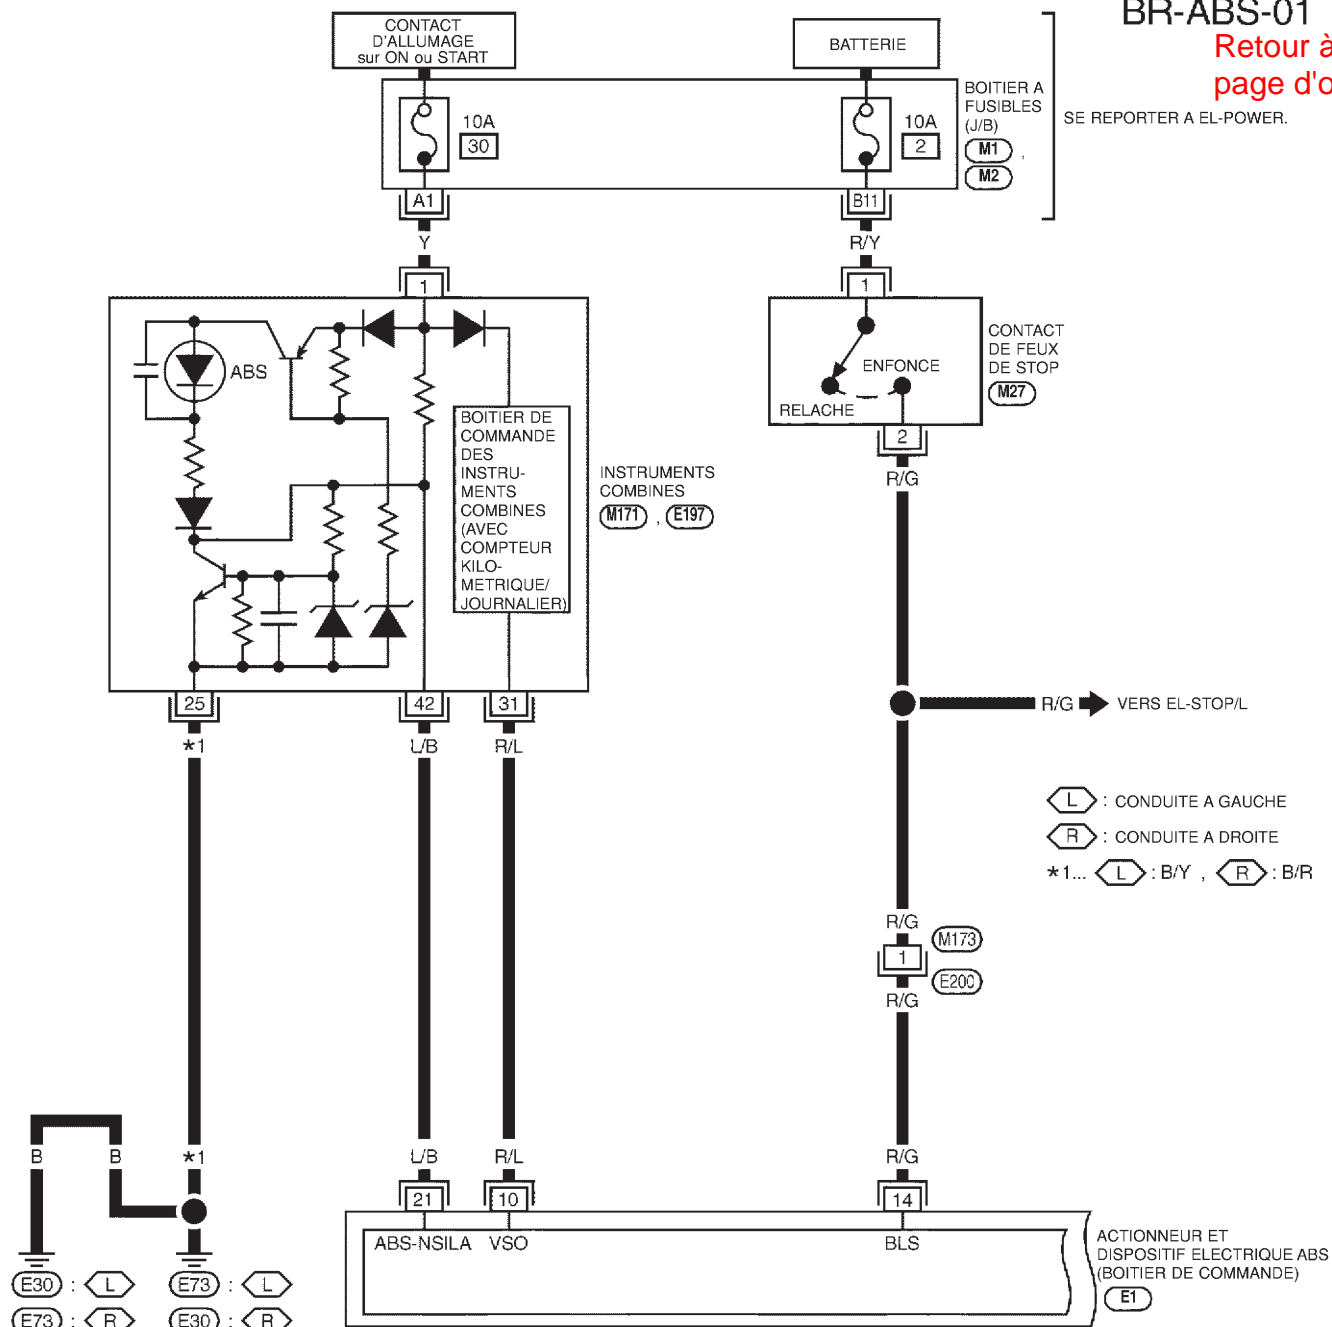 BR-ABS-01
Retour à
page d'o
CONTACT
D'ALLUMAGE
sur ON ou START
BATTERIE
10A
30
10A
2
BOITIER A
FUSIBLES
(J/B)
M1 ,
M2
SE REPORTER A EL-POWER.
A1
B11
Y
R/Y
1
1
ABS
BOITIER DE
COMMANDE
DES
INSTRU-
MENTS
COMBINES
(AVEC
COMPTEUR
KILO-
METRIQUE/
JOURNALIER)
INSTRUMENTS
COMBINES
M171 , E197
ENFONCE
RELACHE
CONTACT
DE FEUX
DE STOP
M27
2
R/G
25
42
31
*1
L/B
R/L
R/G
VERS EL-STOP/L
L : CONDUITE A GAUCHE
R : CONDUITE A DROITE
*1... L : B/Y , R : B/R
R/G
M173
1
E200
R/G
B
B
*1
L/B
R/L
R/G
21
10
14
ABS-NSILA
VSO
BLS
ACTIONNEUR ET
DISPOSITIF ELECTRIQUE ABS
(BOITIER DE COMMANDE)
E1
E30 : L
E73 : L
E73 : R
E30 : R